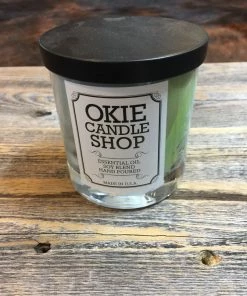 OKIE
CANDLE
SHOP
ESSENTIAL OIL
SOY BLEND
HAND POURED
MADE IN U.S.A.